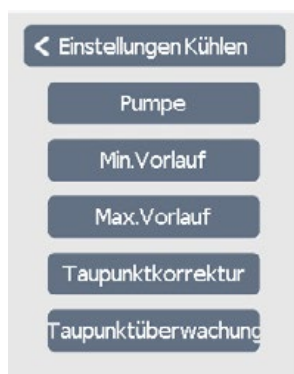 Einstellungen Kühlen
Pumpe
Min.Vorlauf
Max.Vorlauf
Taupunktkorrektur
Taupunktüberwachung